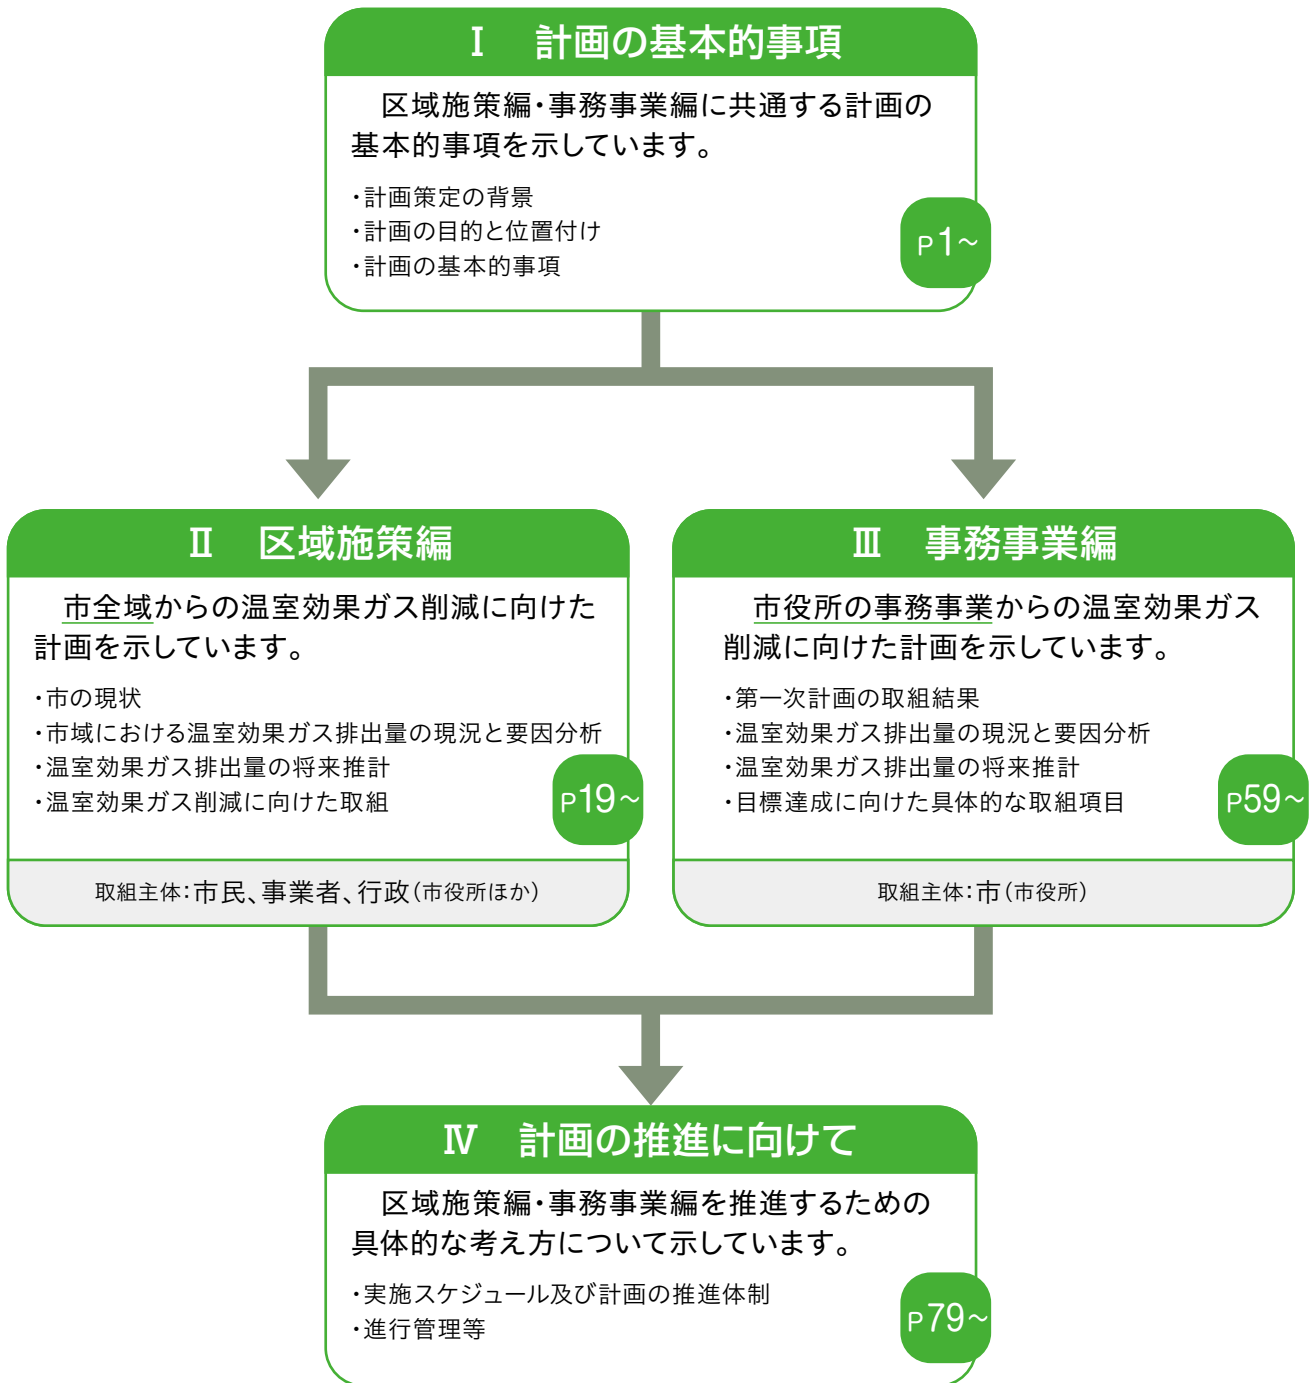 Ⅰ 計画の基本的事項
区域施策編・事務事業編に共通する計画の
基本的事項を示しています。
・計画策定の背景
・計画の目的と位置付け
・計画の基本的事項
P1~
Ⅱ 区域施策編
市全域からの温室効果ガス削減に向けた
計画を示しています。
・市の現状
・市域における温室効果ガス排出量の現況と要因分析
・温室効果ガス排出量の将来推計
・温室効果ガス削減に向けた取組
P19~
取組主体：市民、事業者、行政（市役所ほか）
Ⅲ 事務事業編
市役所の事務事業からの温室効果ガス
削減に向けた計画を示しています。
・第一次計画の取組結果
・温室効果ガス排出量の現況と要因分析
・温室効果ガス排出量の将来推計
・目標達成に向けた具体的な取組項目
P59~
取組主体：市（市役所）
Ⅳ 計画の推進に向けて
区域施策編・事務事業編を推進するための
具体的な考え方について示しています。
・実施スケジュール及び計画の推進体制
・進行管理等
P79~